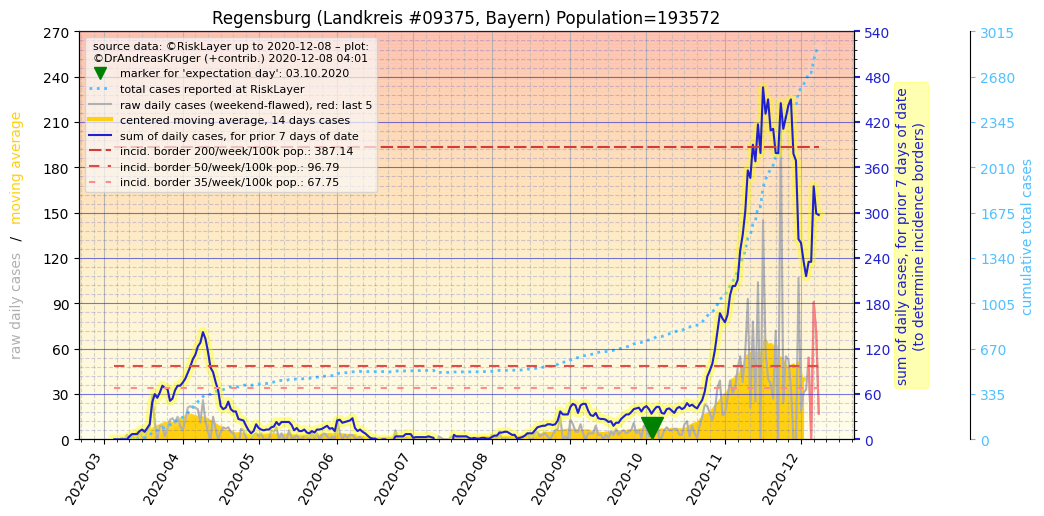 Regensburg (Landkreis #09375, Bayern) Population=193572
source data: ©RiskLayer up to 2020-12-08 – plot:
©DrAndreasKruger (+contrib.) 2020-12-08 04:01
marker for 'expectation day': 03.10.2020
total cases reported at RiskLayer
raw daily cases (weekend-flawed), red: last 5
centered moving average, 14 days cases
sum of daily cases, for prior 7 days of date
incid. border 200/week/100k pop.: 387.14
incid. border 50/week/100k pop.: 96.79
incid. border 35/week/100k pop.: 67.75
raw daily cases / moving average
270
240
210
180
150
120
90
60
30
0
2020-03
2020-04
2020-05
2020-06
2020-07
2020-08
2020-09
2020-10
2020-11
2020-12
540
480
420
360
300
240
180
120
60
0
sum of daily cases, for prior 7 days of date
(to determine incidence borders)
3015
2680
2345
2010
1675
1340
1005
670
335
0
cumulative total cases